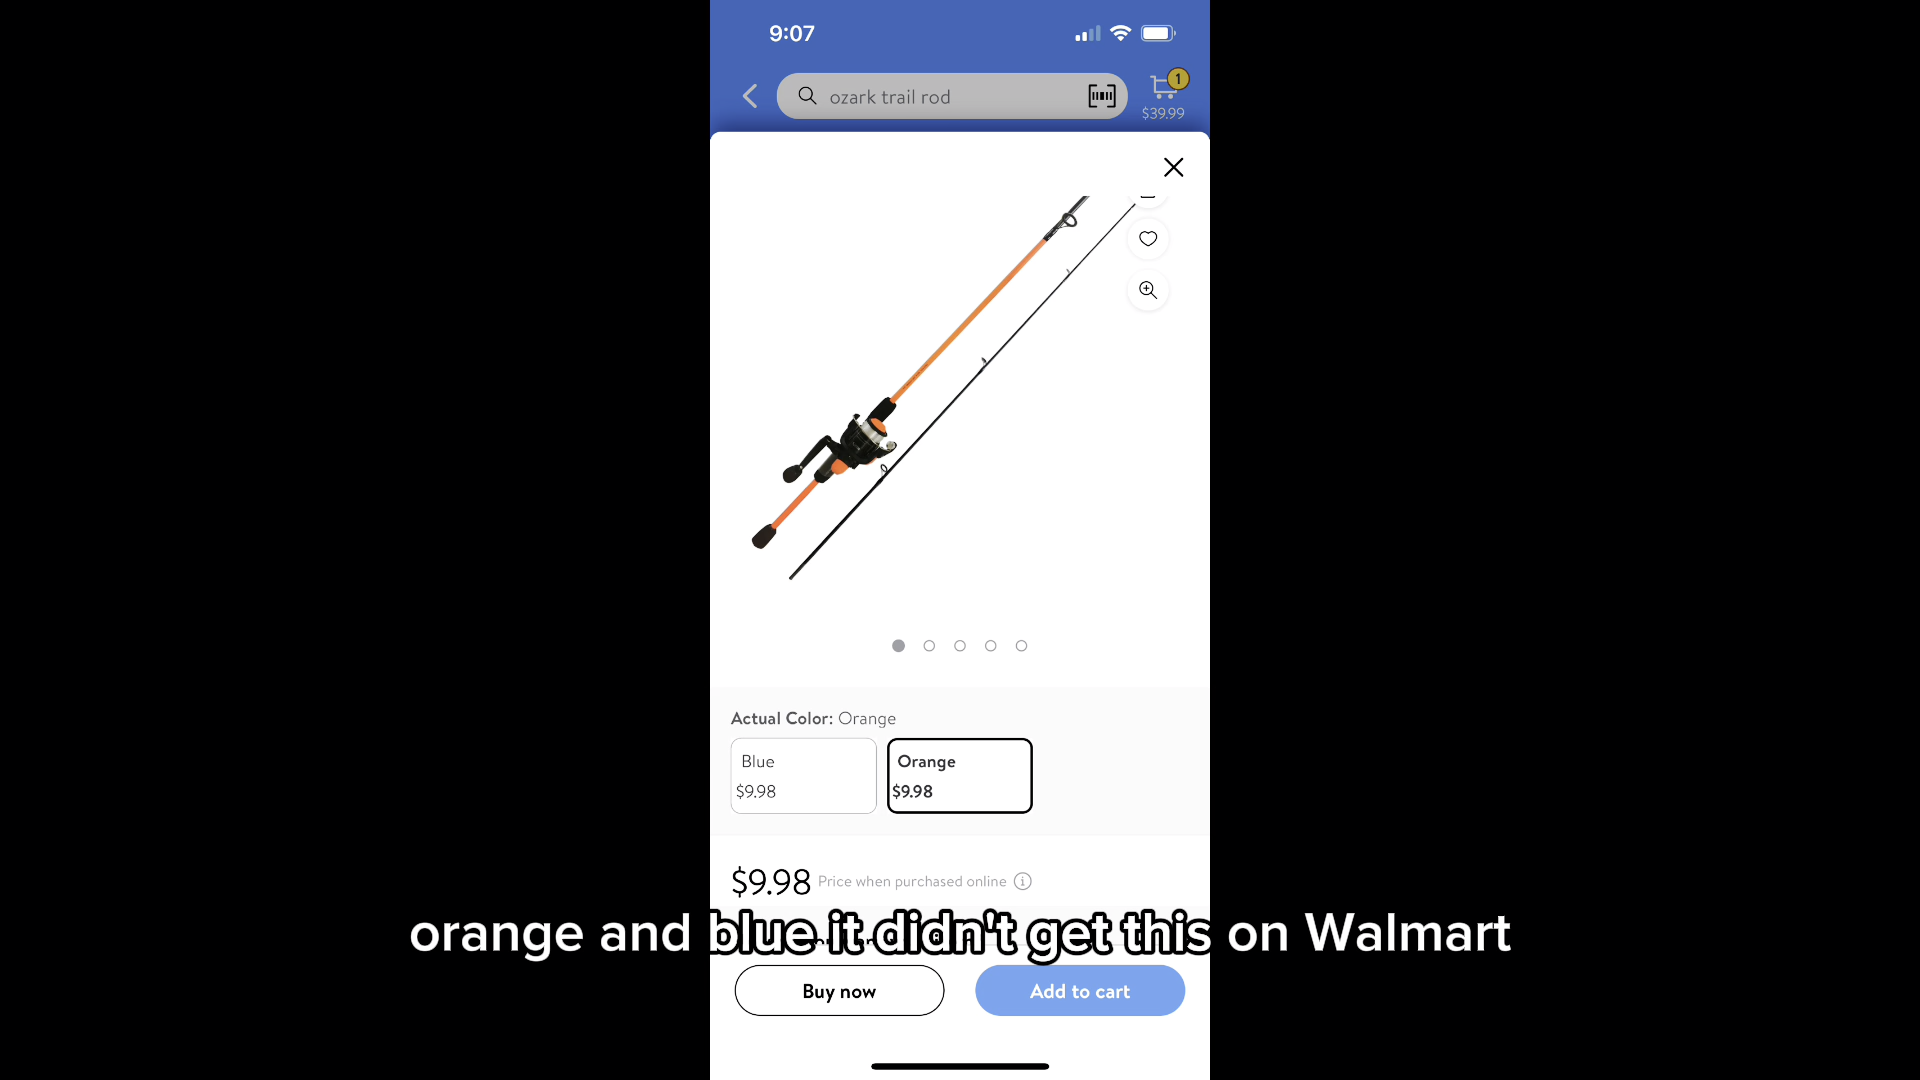 9:07
ozark trail rod
1
$39.99
Actual Color: Orange
Blue
$9.98
Orange
$9.98
$9.98 Price when purchased online
orange and blue it didn't get this on Walmart
Buy now
Add to cart